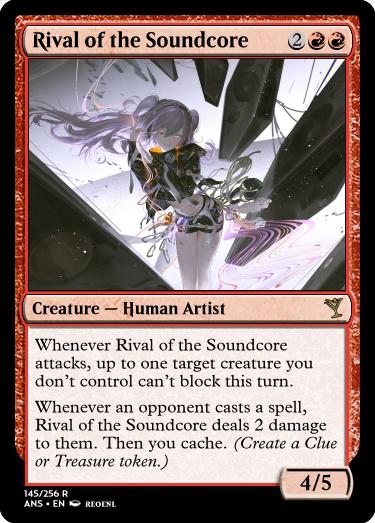 Rival of the Soundcore 2
Creature — Human Artist
Whenever Rival of the Soundcore
attacks, up to one target creature you
don't control can't block this turn.
Whenever an opponent casts a spell,
Rival of the Soundcore deals 2 damage
to them. Then you cache. (Create a Clue
or Treasure token.)
4/5
145/256 R
ANS • EN REOENL